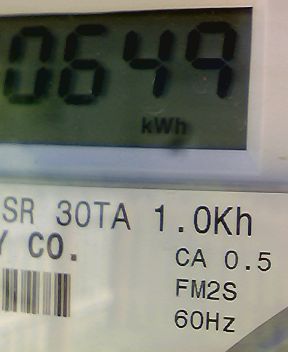 0649
kWh
SR 30TA 1.0Kh
Y CO.
CA 0.5
FM2S
60Hz